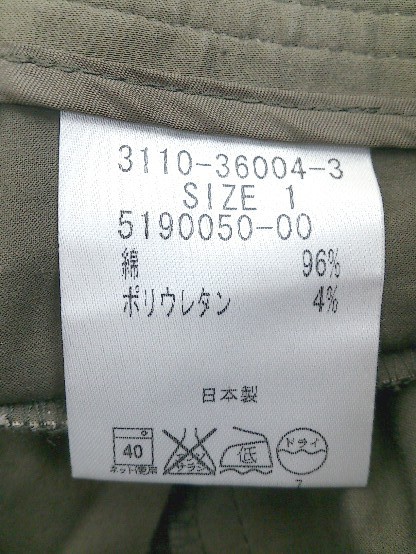 3110-36004-3
SIZE 1
5190050-00
綿 96%
ポリウレタン 4%
日本製
40 低 ドライ
ネット使用